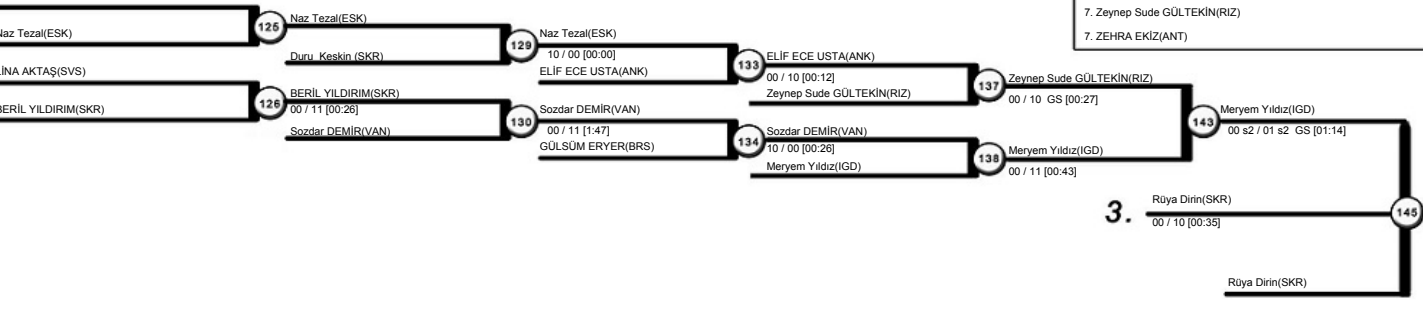 7. Zeynep Sude GÜLTEKİN(RIZ)
7. ZEHRA EKİZ(ANT)
Naz Tezal(ESK)
LİNA AKTAŞ(SVS)
BERİL YILDIRIM(SKR)
125
Naz Tezal(ESK)
Duru Keskin (SKR)
126
BERİL YILDIRIM(SKR)
00 / 11 [00:26]
Sozdar DEMİR(VAN)
129
Naz Tezal(ESK)
10 / 00 [00:00]
ELİF ECE USTA(ANK)
130
Sozdar DEMİR(VAN)
00 / 11 [1:47]
GÜLSÜM ERYER(BRS)
133
ELİF ECE USTA(ANK)
00 / 10 [00:12]
Zeynep Sude GÜLTEKİN(RIZ)
134
Sozdar DEMİR(VAN)
10 / 00 [00:26]
Meryem Yıldız(IGD)
137
Zeynep Sude GÜLTEKİN(RIZ)
00 / 10 GS [00:27]
138
Meryem Yıldız(IGD)
00 / 11 [00:43]
143
Meryem Yıldız(IGD)
00 s2 / 01 s2 GS [01:14]
3.
Rüya Dirin(SKR)
00 / 10 [00:35]
145
Rüya Dirin(SKR)